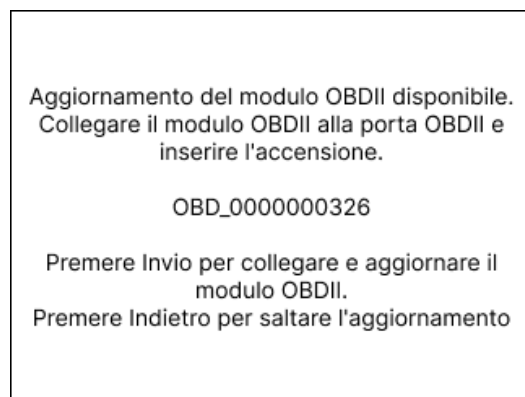 Aggiornamento del modulo OBDII disponibile.
Collegare il modulo OBDII alla porta OBDII e
inserire l'accensione.
OBD_0000000326
Premere Invio per collegare e aggiornare il
modulo OBDII.
Premere Indietro per saltare l'aggiornamento